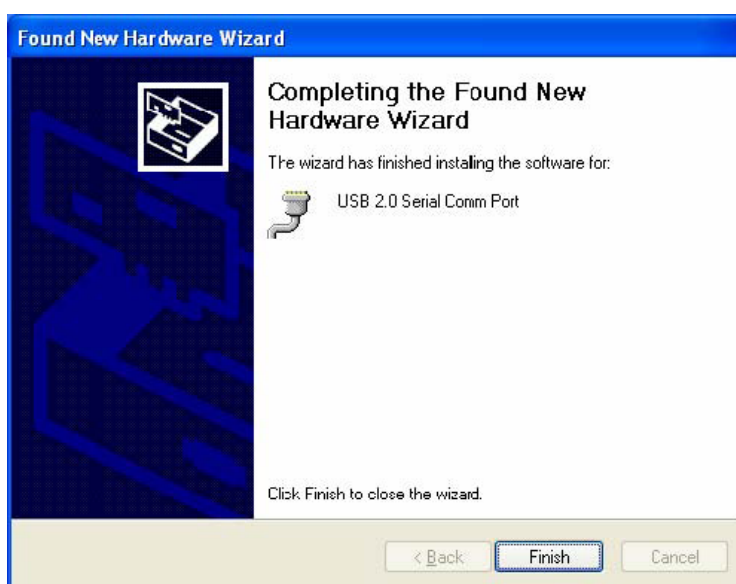 Found New Hardware Wizard
Completing the Found New
Hardware Wizard
The wizard has finished installing the software for:
USB 2.0 Serial Comm Port
Click Finish to close the wizard.
< Back
Finish
Cancel